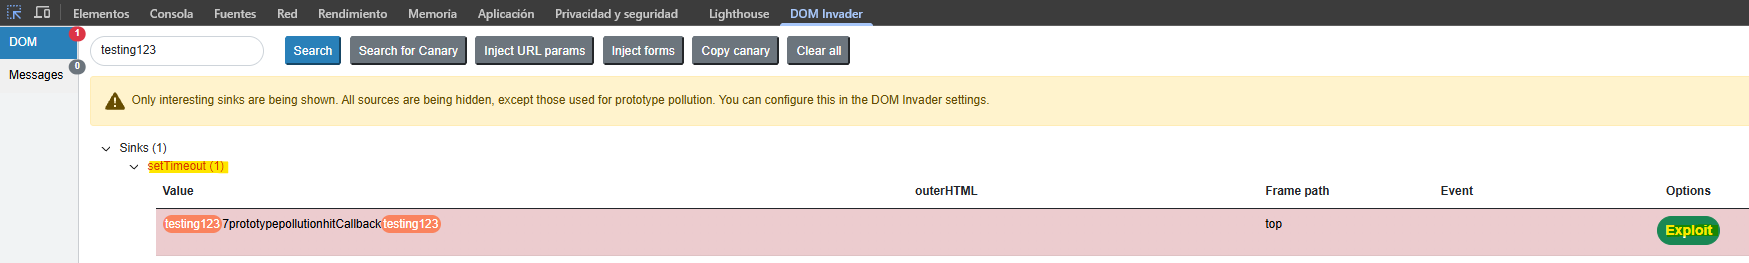 Elementos Consola Fuentes Red Rendimiento Memoria Aplicación Privacidad y seguridad Lighthouse DOM Invader
DOM 1
testing123 Search Search for Canary Inject URL params Inject forms Copy canary Clear all
Messages 0
Only interesting sinks are being shown. All sources are being hidden, except those used for prototype pollution. You can configure this in the DOM Invader settings.
Sinks (1)
setTimeout (1)
Value outerHTML Frame path Event Options
testing1237prototypepollutionhitCallbacktesting123 top Exploit